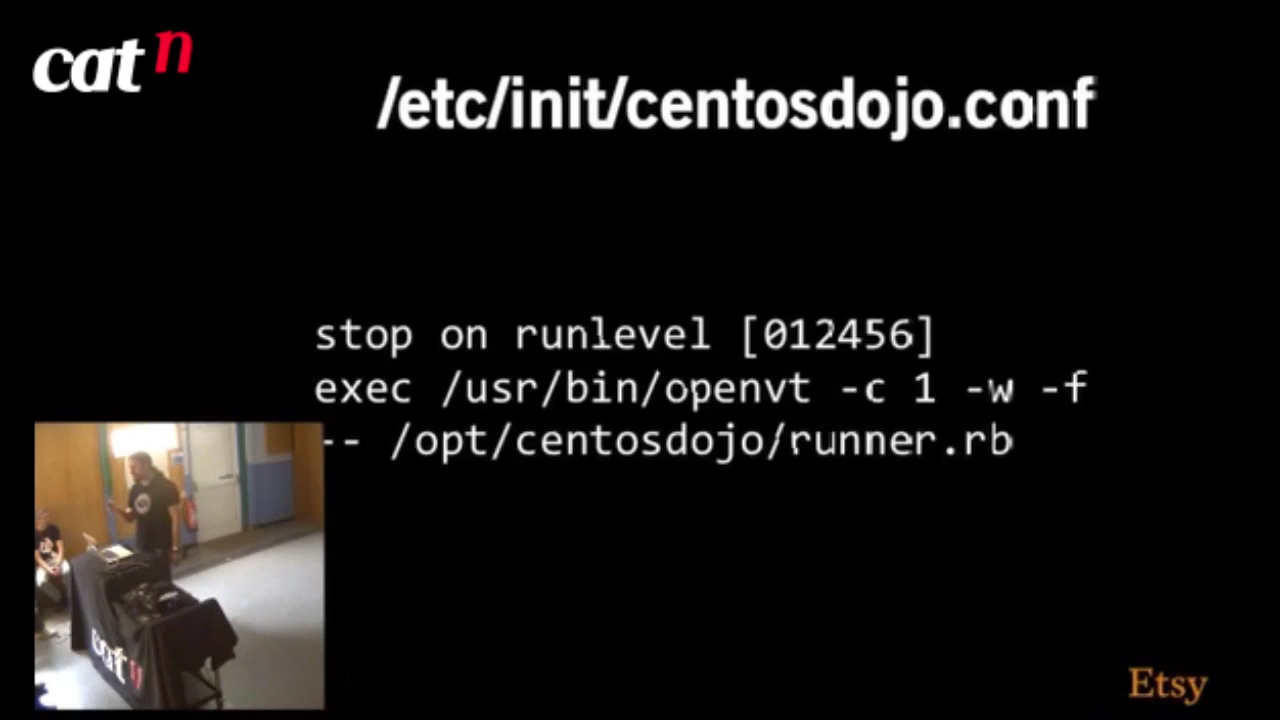 cat n
/etc/init/centosdojo.conf
stop on runlevel [012456]
exec /usr/bin/openvt -c 1 -w -f
-- /opt/centosdojo/runner.rb
cat n
Etsy